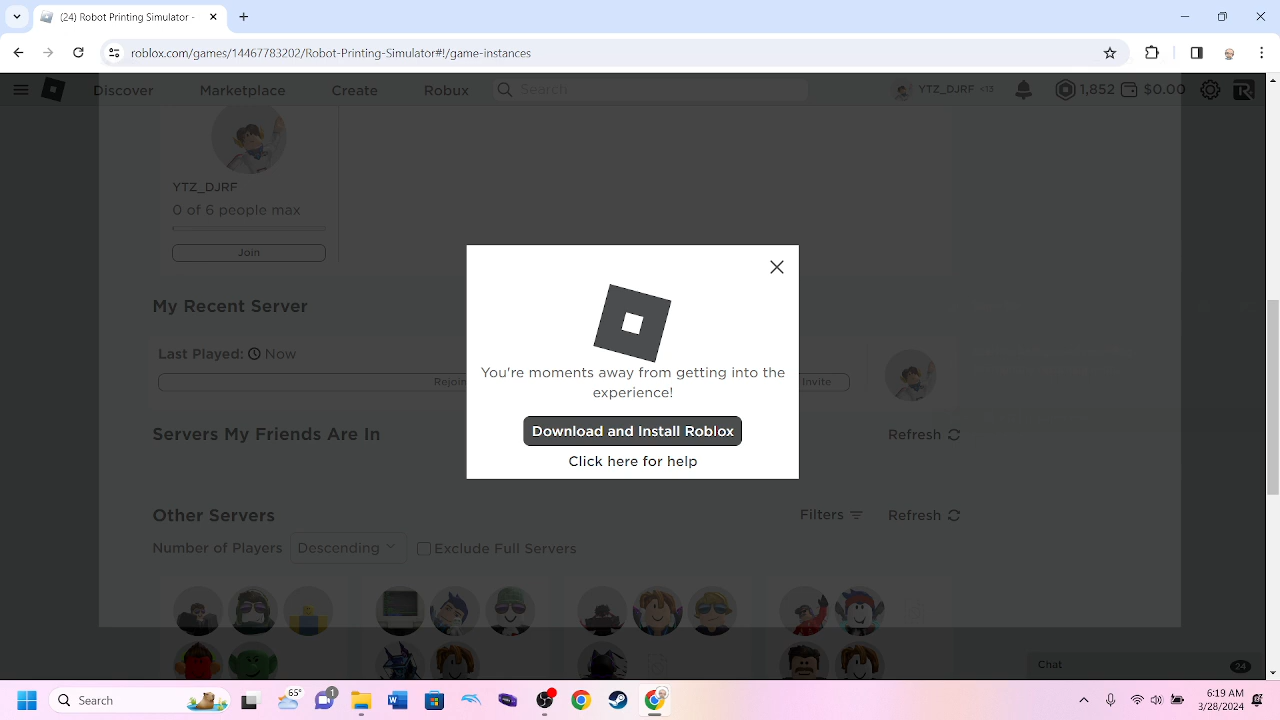 (24) Robot Printing Simulator -
roblox.com/games/14467783202/Robot-Printing-Simulator#!/game-instances
Discover
Marketplace
Create
Robux
Search
YTZ_DJRF <13
1,852
$0.00
YTZ_DJRF
0 of 6 people max
Join
My Recent Server
Last Played: Now
Rejoin
Invite
You're moments away from getting into the
experience!
Download and Install Roblox
Click here for help
Servers My Friends Are In
Refresh
Other Servers
Filters
Refresh
Number of Players
Descending
Exclude Full Servers
Chat
24
Search
65°
1
6:19 AM
3/28/2024